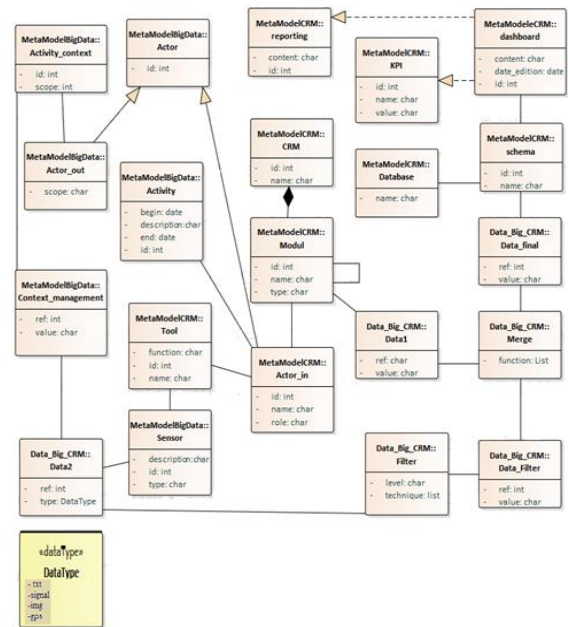 MetaModelBigData::
Activity_context
- id: int
- scope: int
MetaModelBigData::
Actor
- id: int
MetaModelCRM::
reporting
- content: char
- id: int
MetaModelCRM::
KPI
- id: int
- name: char
- value: char
MetamodeleCRM::
dashboard
- content: char
- date_edition: date
- id: int
MetaModelBigData::
Actor_out
- scope: char
MetaModelBigData::
Activity
- begin: date
- description:char
- end: date
- id: int
MetaModelCRM::
CRM
- id: int
- name: char
MetaModelCRM::
Database
- name: char
MetaModelCRM::
schema
- id: int
- name: char
MetaModelCRM::
Modul
- id: int
- name: char
- type: char
Data_Big_CRM::
Data_final
- ref: int
- value: char
MetaModelBigData::
Context_management
- ref: int
- value: char
MetaModelCRM::
Tool
- function: char
- id: int
- name: char
MetaModelCRM::
Actor_in
- id: int
- name: char
- role: char
Data_Big_CRM::
Data1
- ref: char
- value: char
Data_Big_CRM::
Merge
- function: List
Data_Big_CRM::
Data2
- ref: int
- type: DataType
MetaModelBigData::
Sensor
- description:char
- id: int
- type: char
Data_Big_CRM::
Filter
- level: char
- technique: list
Data_Big_CRM::
Data_Filter
- ref: int
- value: char
«dataType»
DataType
- txt
-signal
-img
-gps